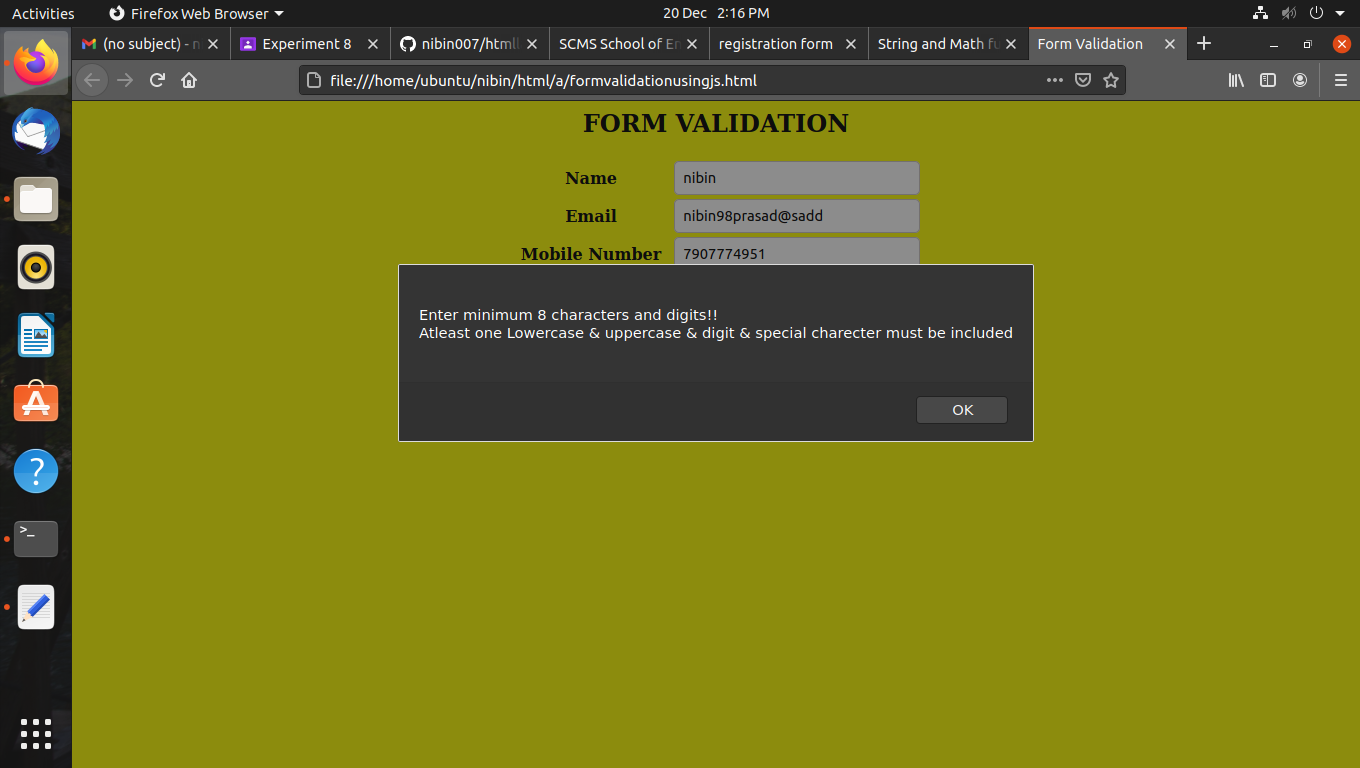 Activities Firefox Web Browser 20 Dec 2:16 PM
(no subject) - n Experiment 8 nibin007/html SCMS School of En registration form String and Math fu Form Validation
file:///home/ubuntu/nibin/html/a/formvalidationusingjs.html
FORM VALIDATION
Name nibin
Email nibin98prasad@sadd
Mobile Number 7907774951
Enter minimum 8 characters and digits!!
Atleast one Lowercase & uppercase & digit & special charecter must be included
OK